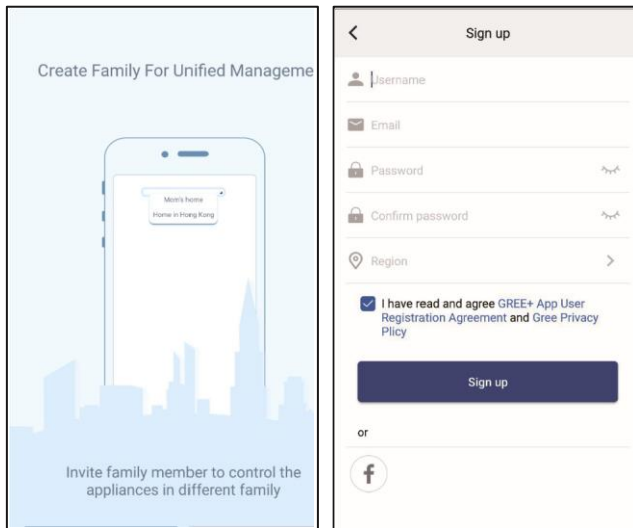 Create Family For Unified Manageme
Mom's home
Home in Hong Kong
Invite family member to control the
appliances in different family
Sign up
Username
Email
Password
Confirm password
Region
I have read and agree GREE+ App User
Registration Agreement and Gree Privacy
Plicy
Sign up
or
f